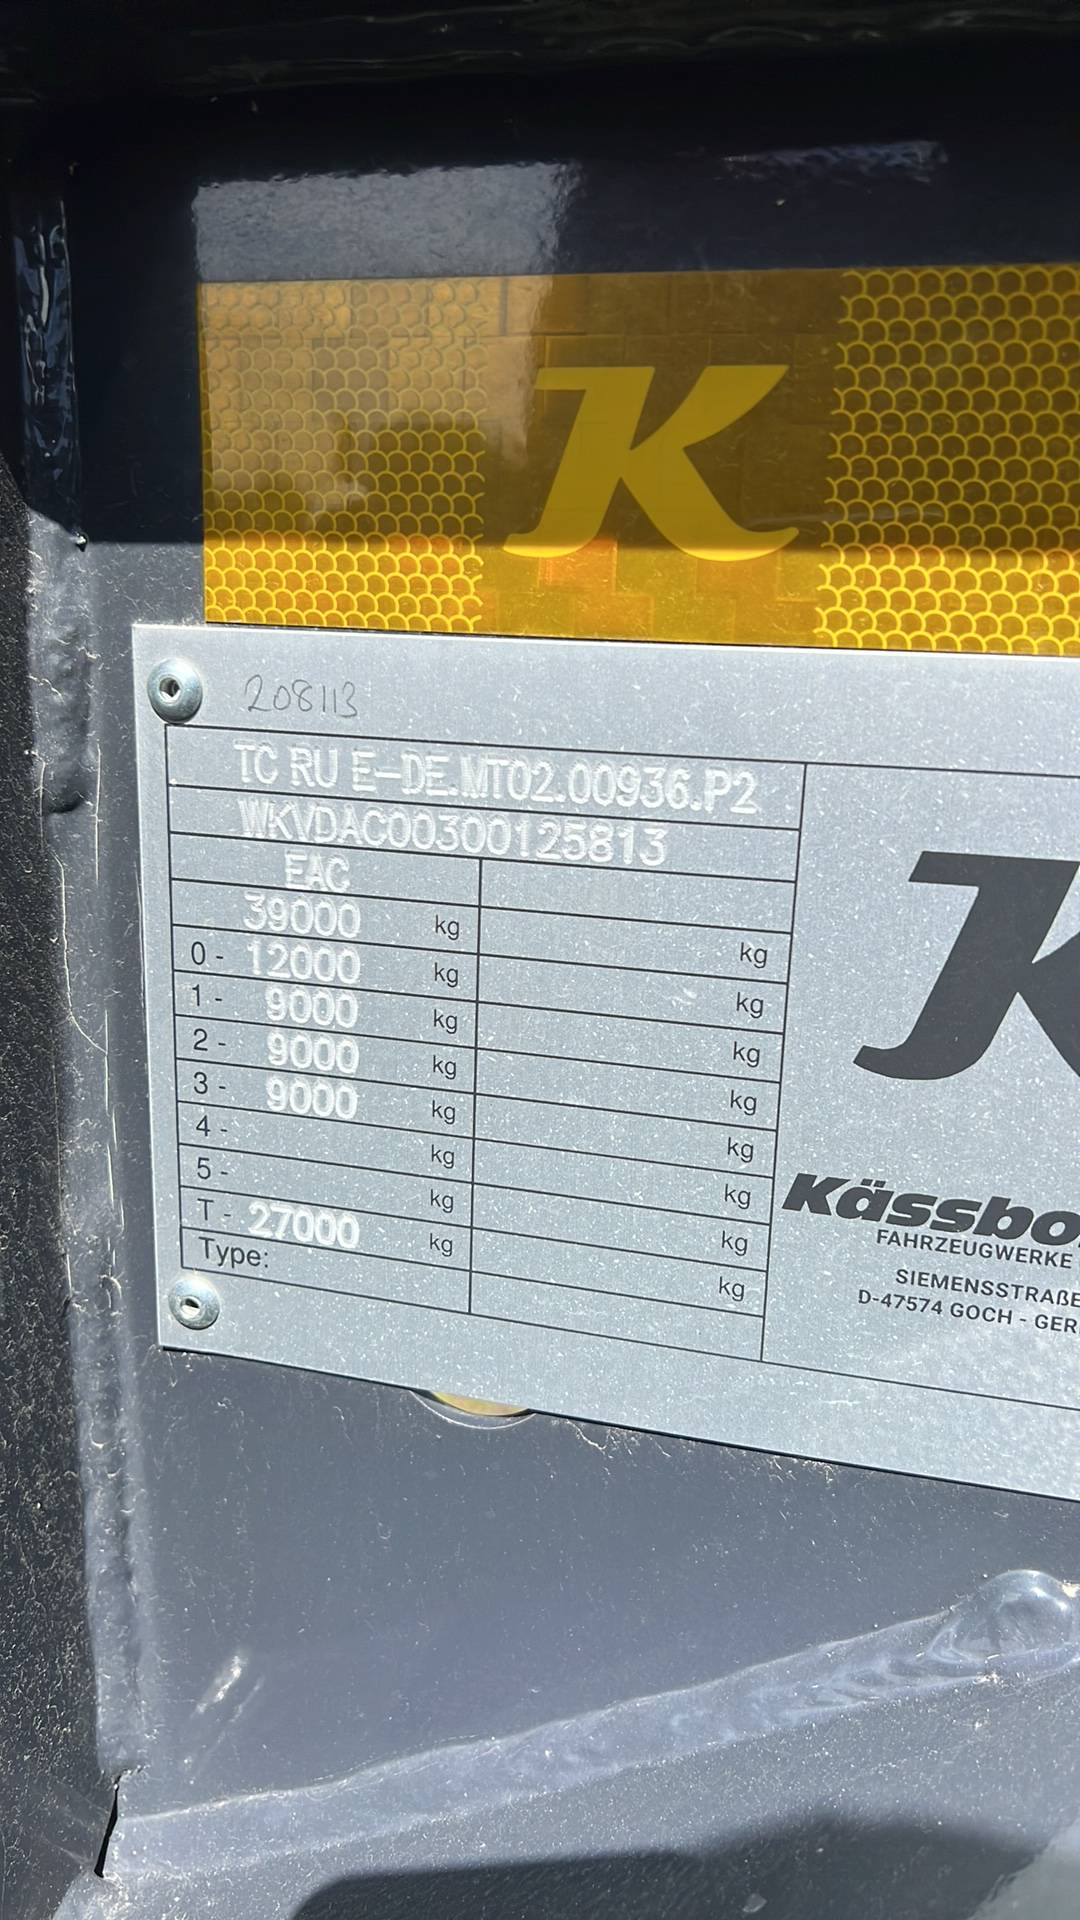 K
208113
TC RU E-DE.MT02.00936.P2
WKVDAC00300125813
EAC
39000 kg kg
0 - 12000 kg kg
1 - 9000 kg kg
2 - 9000 kg kg
3 - 9000 kg kg
4 - kg kg
5 - kg kg
T - 27000 kg kg
Type:
K
Kässbo
FAHRZEUGWERKE
SIEMENSSTRAßE
D-47574 GOCH - GER